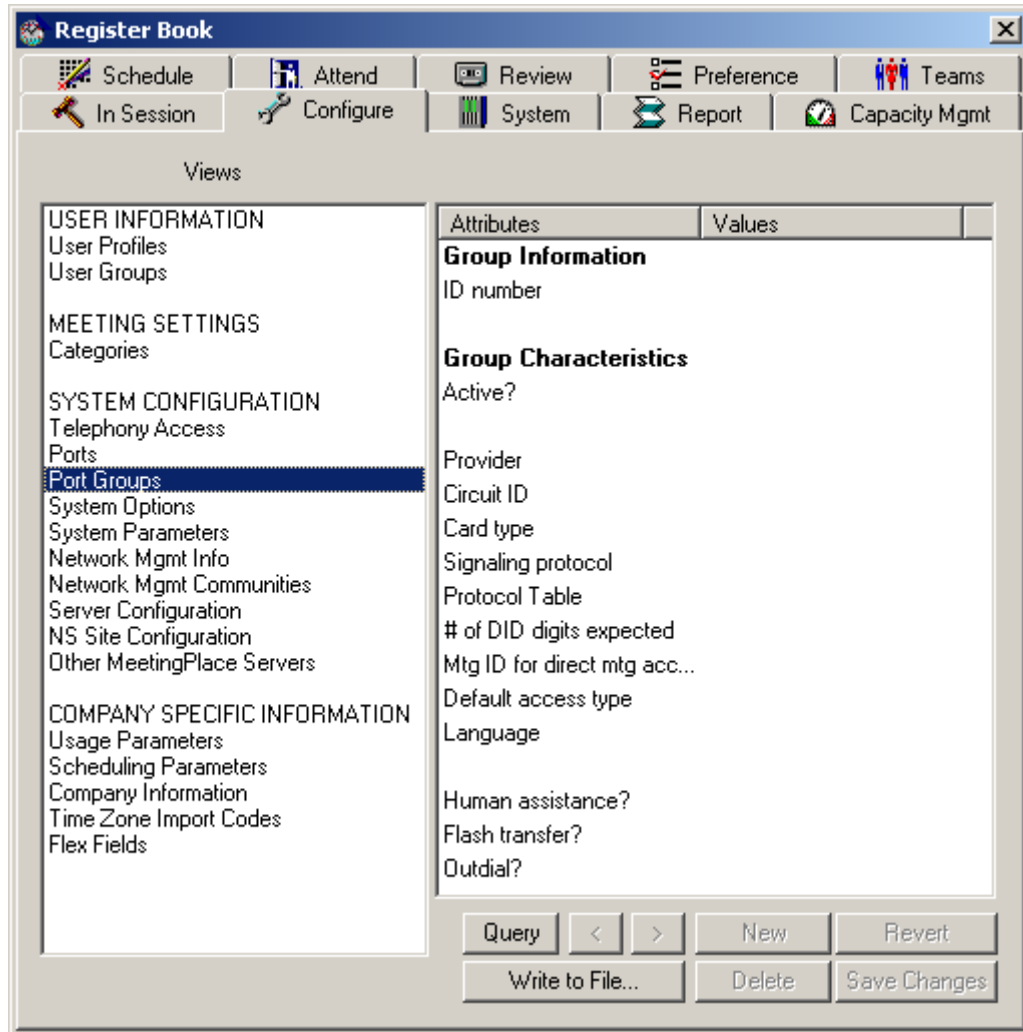 Register Book
Schedule
Attend
Review
Preference
Teams
In Session
Configure
System
Report
Capacity Mgmt
Views
USER INFORMATION
User Profiles
User Groups
MEETING SETTINGS
Categories
SYSTEM CONFIGURATION
Telephony Access
Ports
Port Groups
System Options
System Parameters
Network Mgmt Info
Network Mgmt Communities
Server Configuration
NS Site Configuration
Other MeetingPlace Servers
COMPANY SPECIFIC INFORMATION
Usage Parameters
Scheduling Parameters
Company Information
Time Zone Import Codes
Flex Fields
Attributes
Values
Group Information
ID number
Group Characteristics
Active?
Provider
Circuit ID
Card type
Signaling protocol
Protocol Table
# of DID digits expected
Mtg ID for direct mtg acc...
Default access type
Language
Human assistance?
Flash transfer?
Outdial?
Query
<
>
New
Revert
Write to File...
Delete
Save Changes